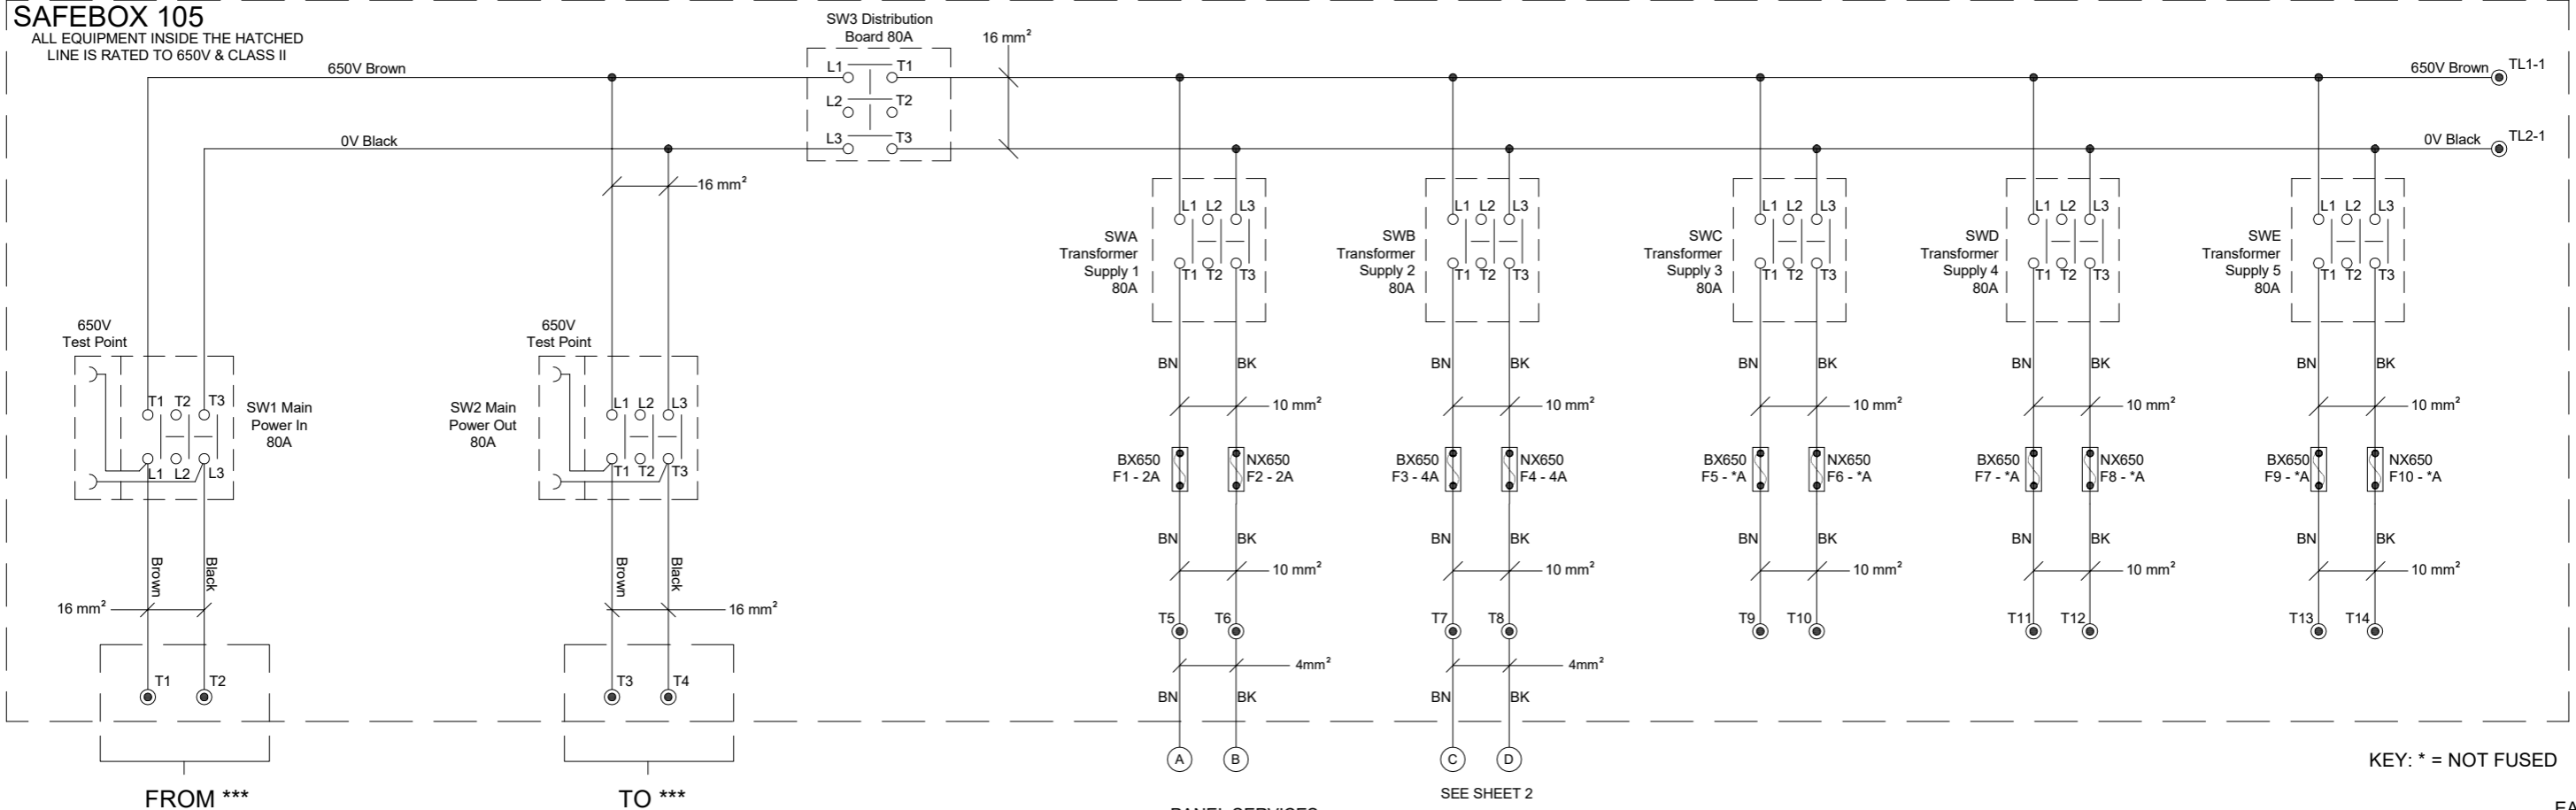 SAFEBOX 105
ALL EQUIPMENT INSIDE THE HATCHED
LINE IS RATED TO 650V & CLASS II
SW3 Distribution
Board 80A
16 mm²
650V Brown
L1
T1
L2
T2
L3
T3
0V Black
650V Brown
TL1-1
0V Black
TL2-1
16 mm²
650V
Test Point
T1 T2 T3
L1 L2 L3
SW1 Main
Power In
80A
650V
Test Point
SW2 Main
Power Out
80A
L1 L2 L3
T1 T2 T3
SWA
Transformer
Supply 1
80A
L1 L2 L3
T1 T2 T3
SWB
Transformer
Supply 2
80A
L1 L2 L3
T1 T2 T3
SWC
Transformer
Supply 3
80A
L1 L2 L3
T1 T2 T3
SWD
Transformer
Supply 4
80A
L1 L2 L3
T1 T2 T3
SWE
Transformer
Supply 5
80A
L1 L2 L3
T1 T2 T3
BN BK
BN BK
BN BK
BN BK
BN BK
10 mm²
10 mm²
10 mm²
10 mm²
10 mm²
BX650
F1 - 2A
NX650
F2 - 2A
BX650
F3 - 4A
NX650
F4 - 4A
BX650
F5 - *A
NX650
F6 - *A
BX650
F7 - *A
NX650
F8 - *A
BX650
F9 - *A
NX650
F10 - *A
BN BK
BN BK
BN BK
BN BK
BN BK
10 mm²
10 mm²
10 mm²
10 mm²
10 mm²
Brown
Black
Brown
Black
16 mm²
16 mm²
T5 T6
T7 T8
T9 T10
T11 T12
T13 T14
4mm²
4mm²
T1 T2
T3 T4
BN BK
BN BK
A B
C D
KEY: * = NOT FUSED
FROM ***
TO ***
SEE SHEET 2
PANEL SERVICES